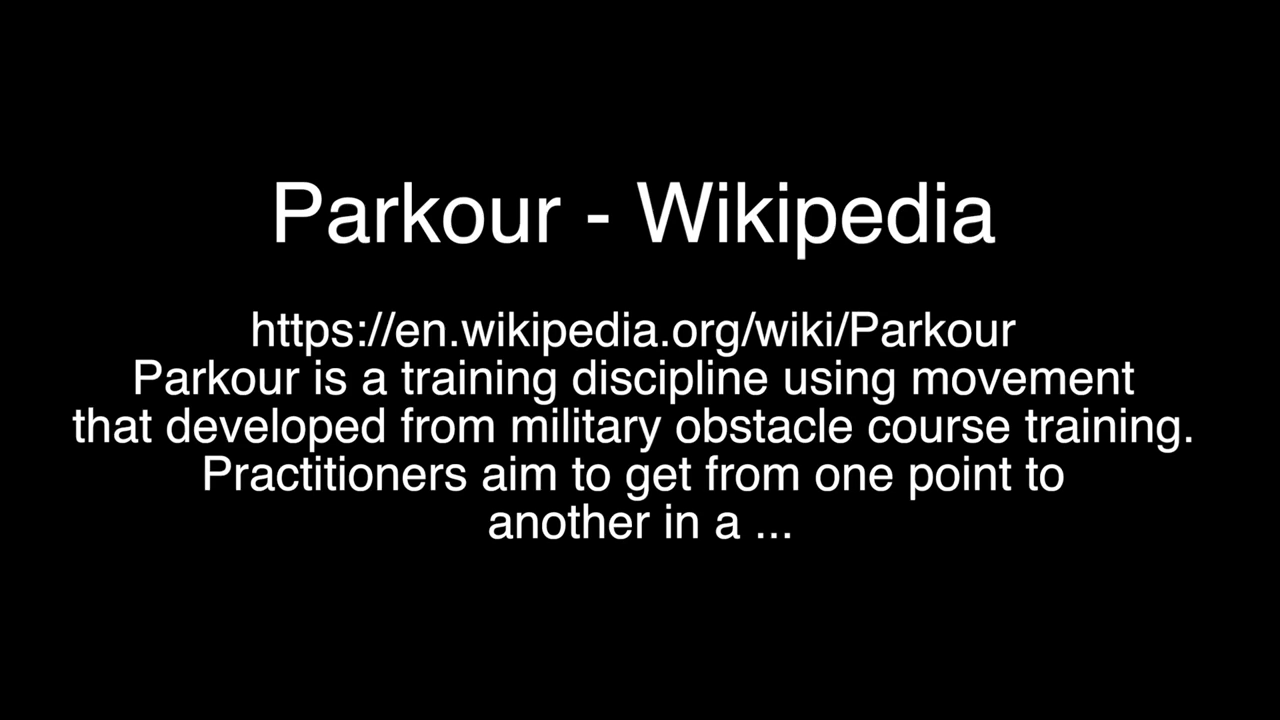 Parkour - Wikipedia
https://en.wikipedia.org/wiki/Parkour
Parkour is a training discipline using movement
that developed from military obstacle course training.
Practitioners aim to get from one point to
another in a ...